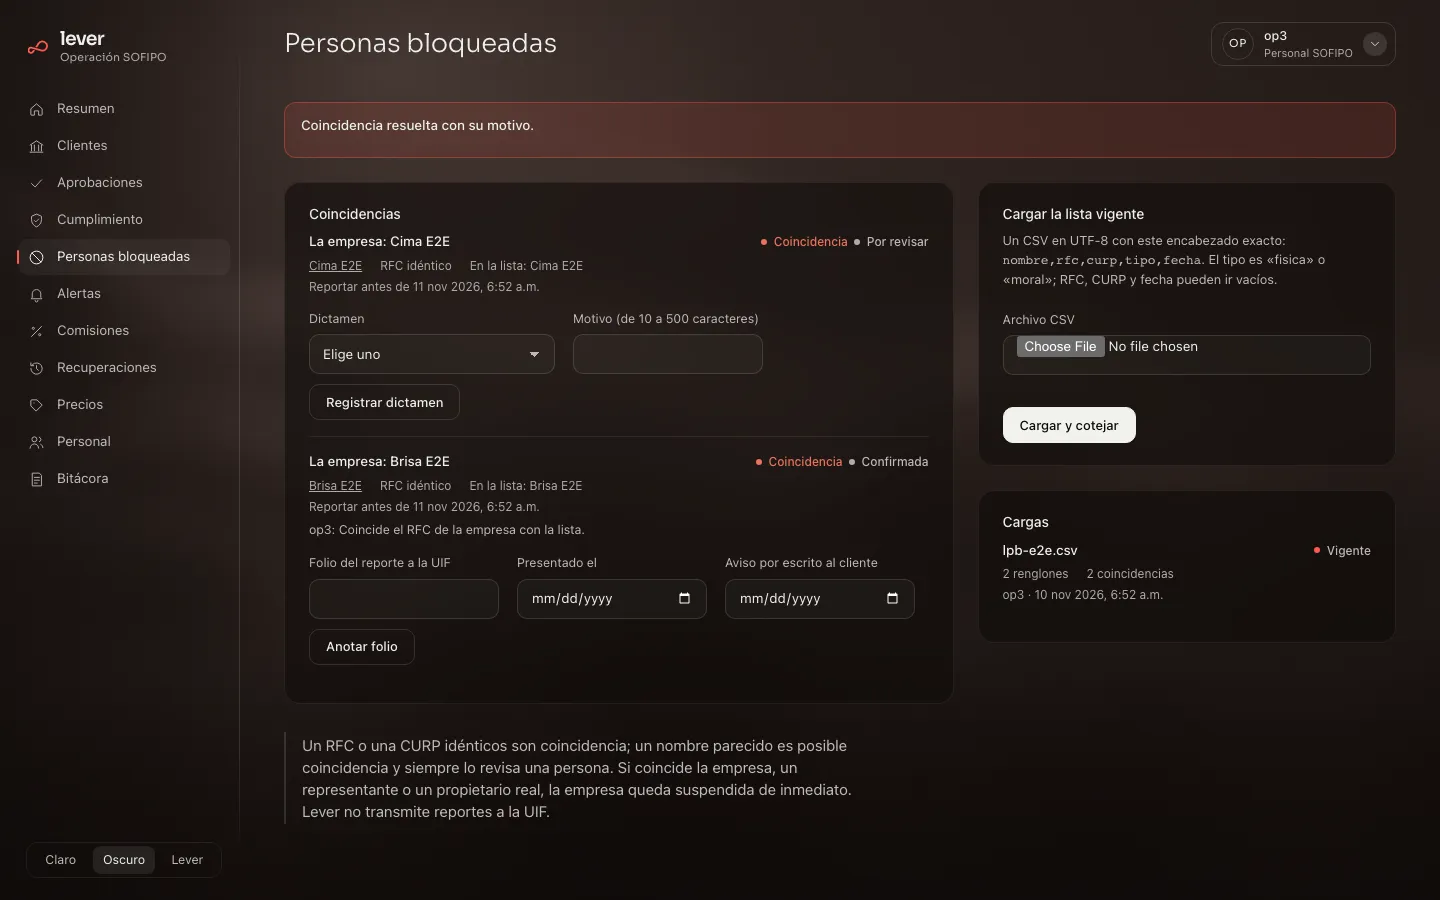 lever
Operación SOFIPO
Resumen
Clientes
Aprobaciones
Cumplimiento
Personas bloqueadas
Alertas
Comisiones
Recuperaciones
Precios
Personal
Bitácora
Claro
Oscuro
Lever
Personas bloqueadas
OP
op3
Personal SOFIPO
Coincidencia resuelta con su motivo.
Coincidencias
La empresa: Cima E2E
Coincidencia
Por revisar
Cima E2E
RFC idéntico
En la lista: Cima E2E
Reportar antes de 11 nov 2026, 6:52 a.m.
Dictamen
Motivo (de 10 a 500 caracteres)
Elige uno
Registrar dictamen
La empresa: Brisa E2E
Coincidencia
Confirmada
Brisa E2E
RFC idéntico
En la lista: Brisa E2E
Reportar antes de 11 nov 2026, 6:52 a.m.
op3: Coincide el RFC de la empresa con la lista.
Folio del reporte a la UIF
Presentado el
Aviso por escrito al cliente
mm/dd/yyyy
mm/dd/yyyy
Anotar folio
Un RFC o una CURP idénticos son coincidencia; un nombre parecido es posible
coincidencia y siempre lo revisa una persona. Si coincide la empresa, un
representante o un propietario real, la empresa queda suspendida de inmediato.
Lever no transmite reportes a la UIF.
Cargar la lista vigente
Un CSV en UTF-8 con este encabezado exacto:
nombre,rfc,curp,tipo,fecha. El tipo es «fisica» o
«moral»; RFC, CURP y fecha pueden ir vacíos.
Archivo CSV
Choose File No file chosen
Cargar y cotejar
Cargas
lpb-e2e.csv
Vigente
2 renglones
2 coincidencias
op3 · 10 nov 2026, 6:52 a.m.